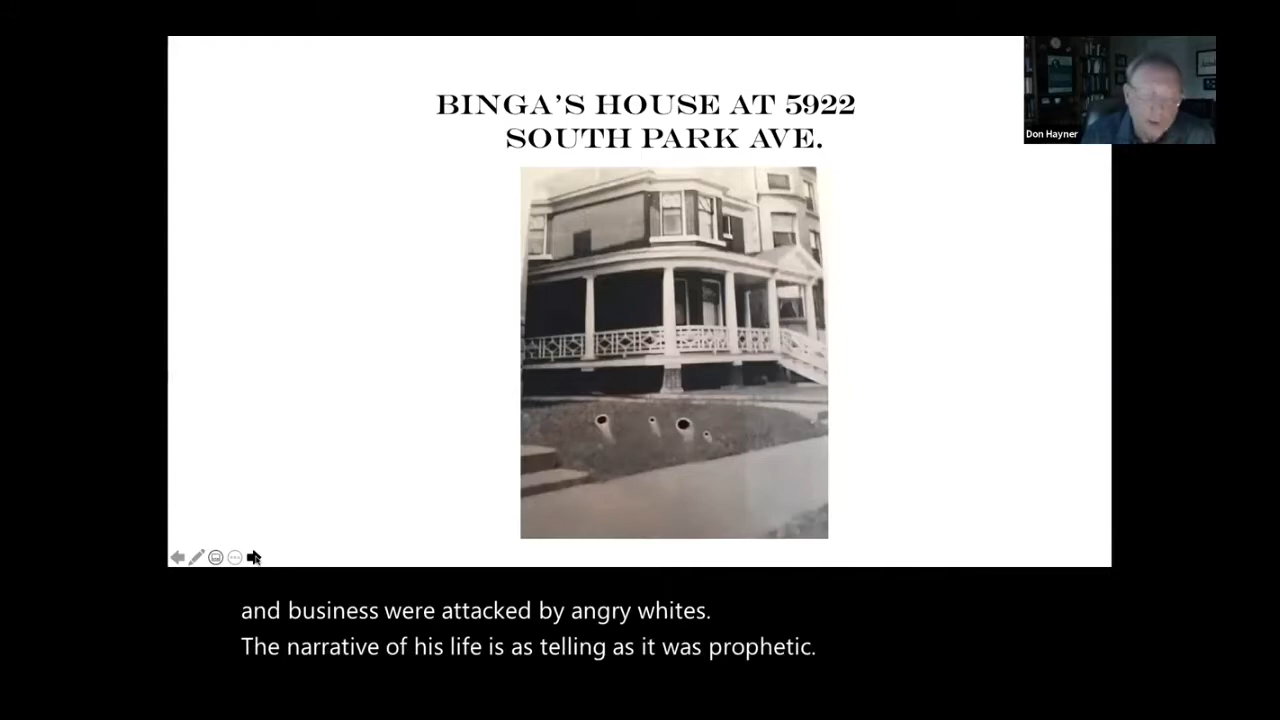 BINGA'S HOUSE AT 5922
SOUTH PARK AVE.
Don Hayner
and business were attacked by angry whites.
The narrative of his life is as telling as it was prophetic.